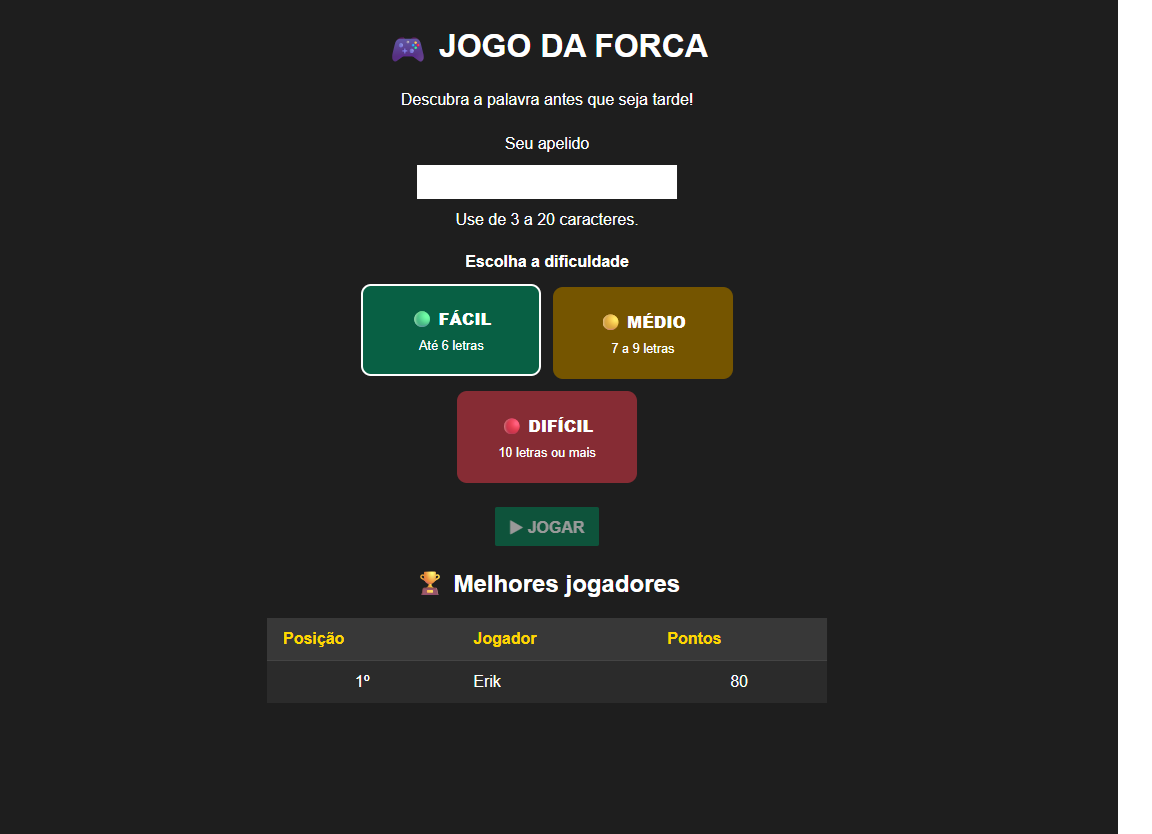 🎮 JOGO DA FORCA
Descubra a palavra antes que seja tarde!
Seu apelido
Use de 3 a 20 caracteres.
Escolha a dificuldade
FÁCIL
Até 6 letras
MÉDIO
7 a 9 letras
DIFÍCIL
10 letras ou mais
▶ JOGAR
🏆 Melhores jogadores
Posição Jogador Pontos
1º Erik 80